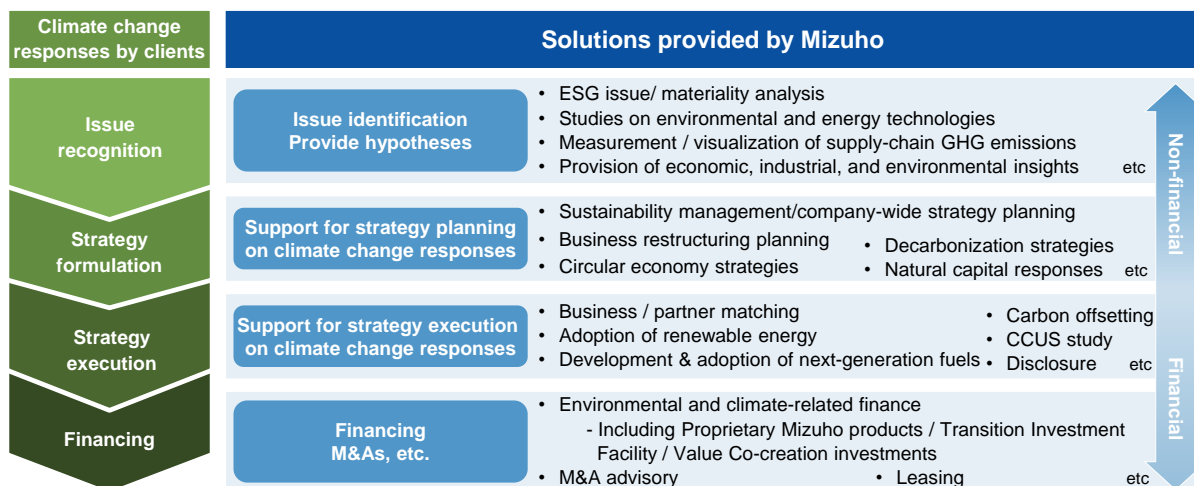 Climate change
responses by clients
Solutions provided by Mizuho
Issue
recognition
Issue identification
Provide hypotheses
• ESG issue/ materiality analysis
• Studies on environmental and energy technologies
• Measurement / visualization of supply-chain GHG emissions
• Provision of economic, industrial, and environmental insights etc
Strategy
formulation
Support for strategy planning
on climate change responses
• Sustainability management/company-wide strategy planning
• Business restructuring planning
• Circular economy strategies
• Decarbonization strategies
• Natural capital responses etc
Strategy
execution
Support for strategy execution
on climate change responses
• Business / partner matching
• Adoption of renewable energy
• Development & adoption of next-generation fuels
• Carbon offsetting
• CCUS study
• Disclosure etc
Financing
Financing
M&As, etc.
• Environmental and climate-related finance
- Including Proprietary Mizuho products / Transition Investment
Facility / Value Co-creation investments
• M&A advisory
• Leasing etc
Non-financial
Financial